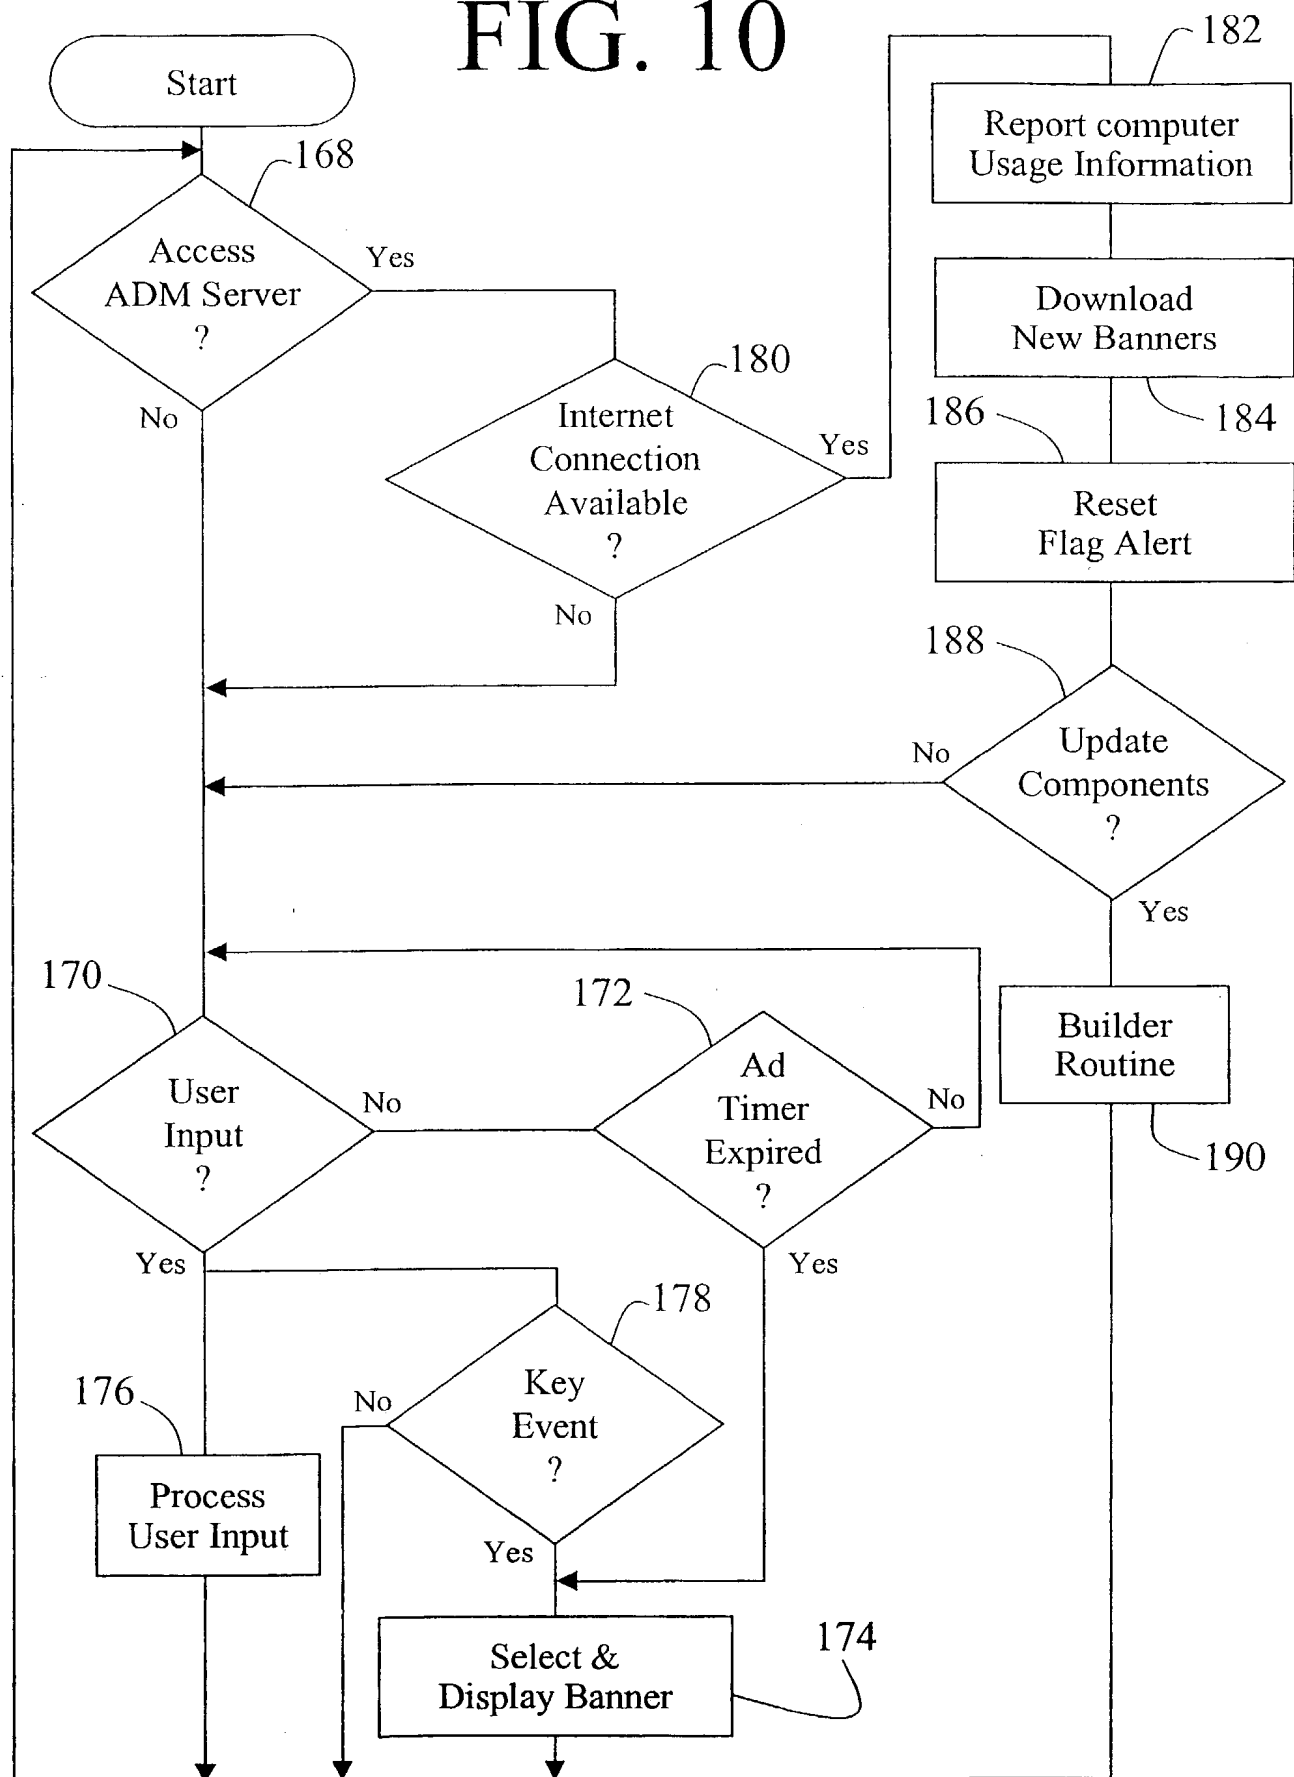 FIG. 10
Start
182
Report computer
Usage Information
168
Access
ADM Server
?
Yes
No
Download
New Banners
184
180
Internet
Connection
Available
?
Yes
No
186
Reset
Flag Alert
188
Update
Components
?
No
Yes
170
User
Input
?
No
Yes
172
Ad
Timer
Expired
?
No
Yes
Builder
Routine
190
178
Key
Event
?
No
Yes
176
Process
User Input
Select &
Display Banner
174